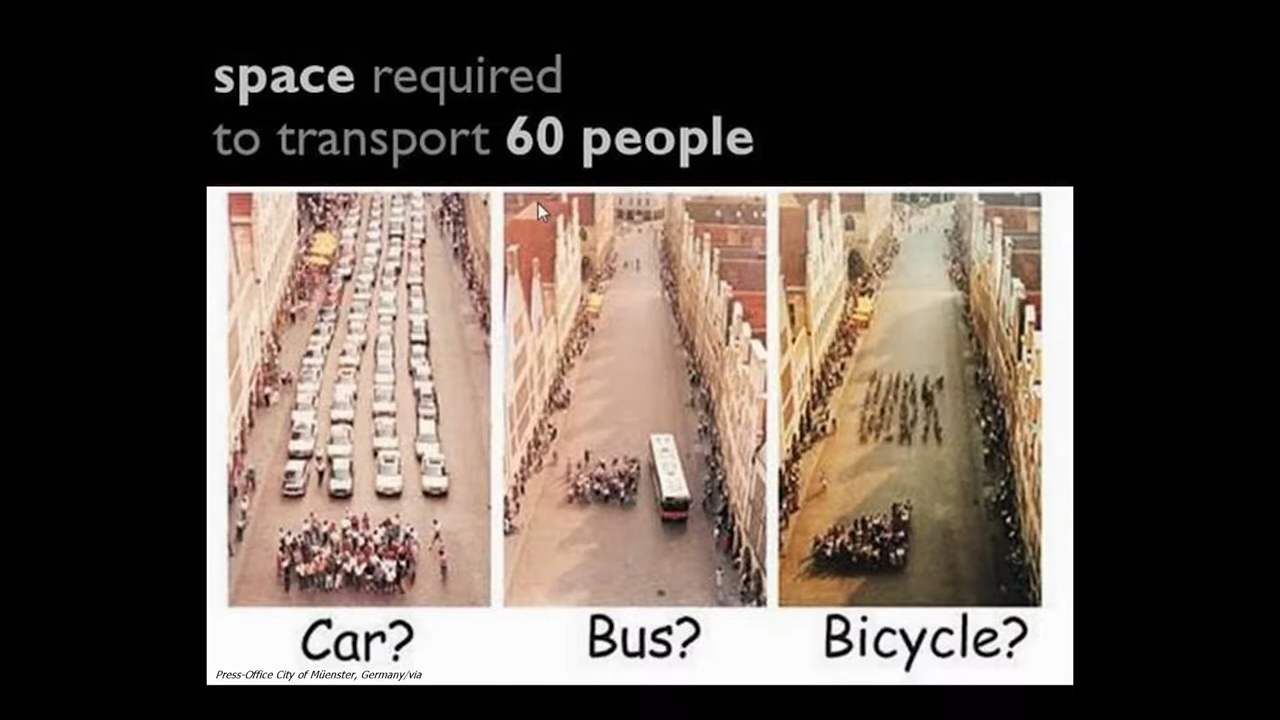 space required
to transport 60 people
Car?
Bus?
Bicycle?
Press-Office City of Müenster, Germany/via